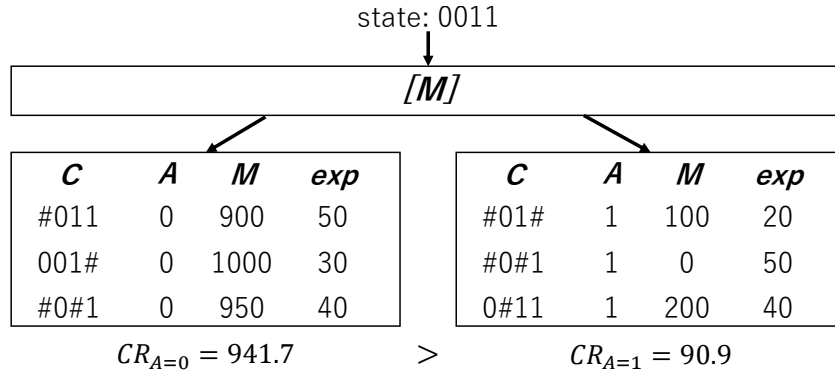 state: 0011
[M]
C A M exp
#011 0 900 50
001# 0 1000 30
#0#1 0 950 40
C A M exp
#01# 1 100 20
#0#1 1 0 50
0#11 1 200 40
CR_{A=0} = 941.7 > CR_{A=1} = 90.9